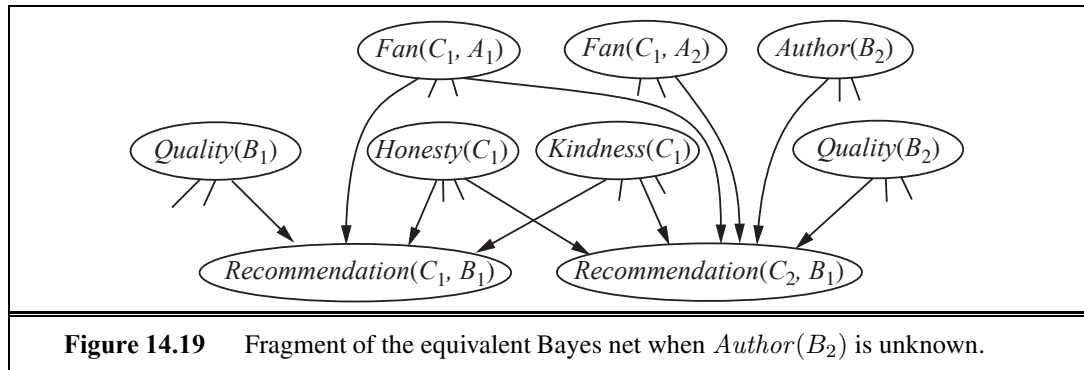 Fan(C1, A1) Fan(C1, A2) Author(B2)
Quality(B1) Honesty(C1) Kindness(C1) Quality(B2)
Recommendation(C1, B1) Recommendation(C2, B1)
Figure 14.19 Fragment of the equivalent Bayes net when Author(B2) is unknown.